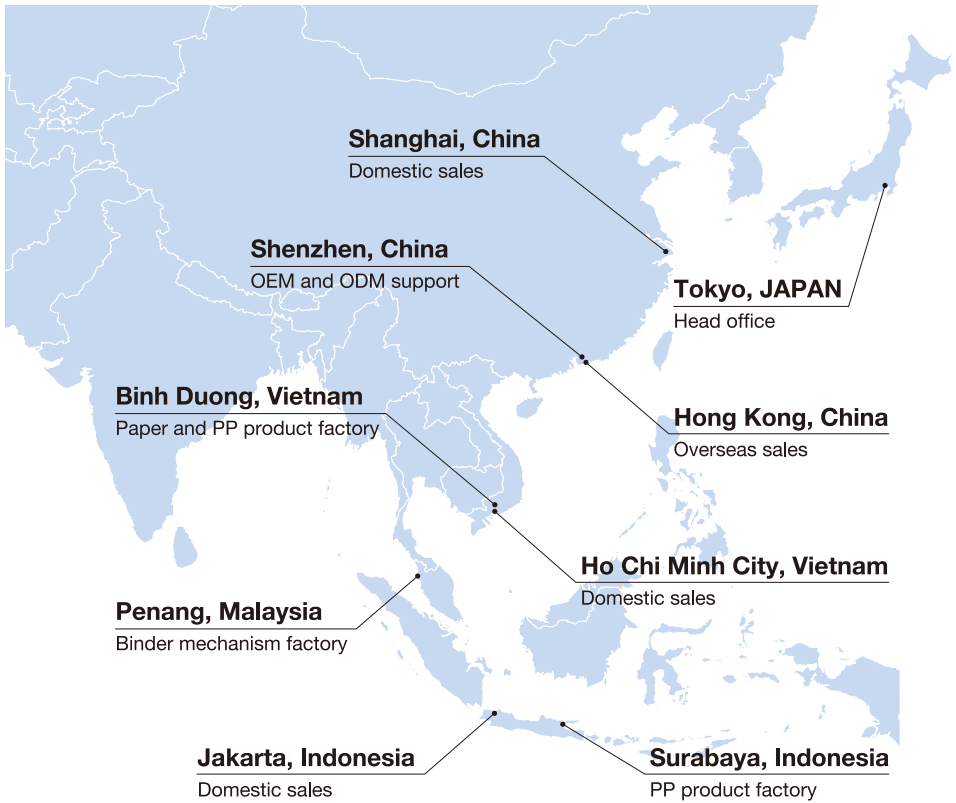 Shanghai, China
Domestic sales
Shenzhen, China
OEM and ODM support
Tokyo, JAPAN
Head office
Binh Duong, Vietnam
Paper and PP product factory
Hong Kong, China
Overseas sales
Ho Chi Minh City, Vietnam
Domestic sales
Penang, Malaysia
Binder mechanism factory
Jakarta, Indonesia
Domestic sales
Surabaya, Indonesia
PP product factory